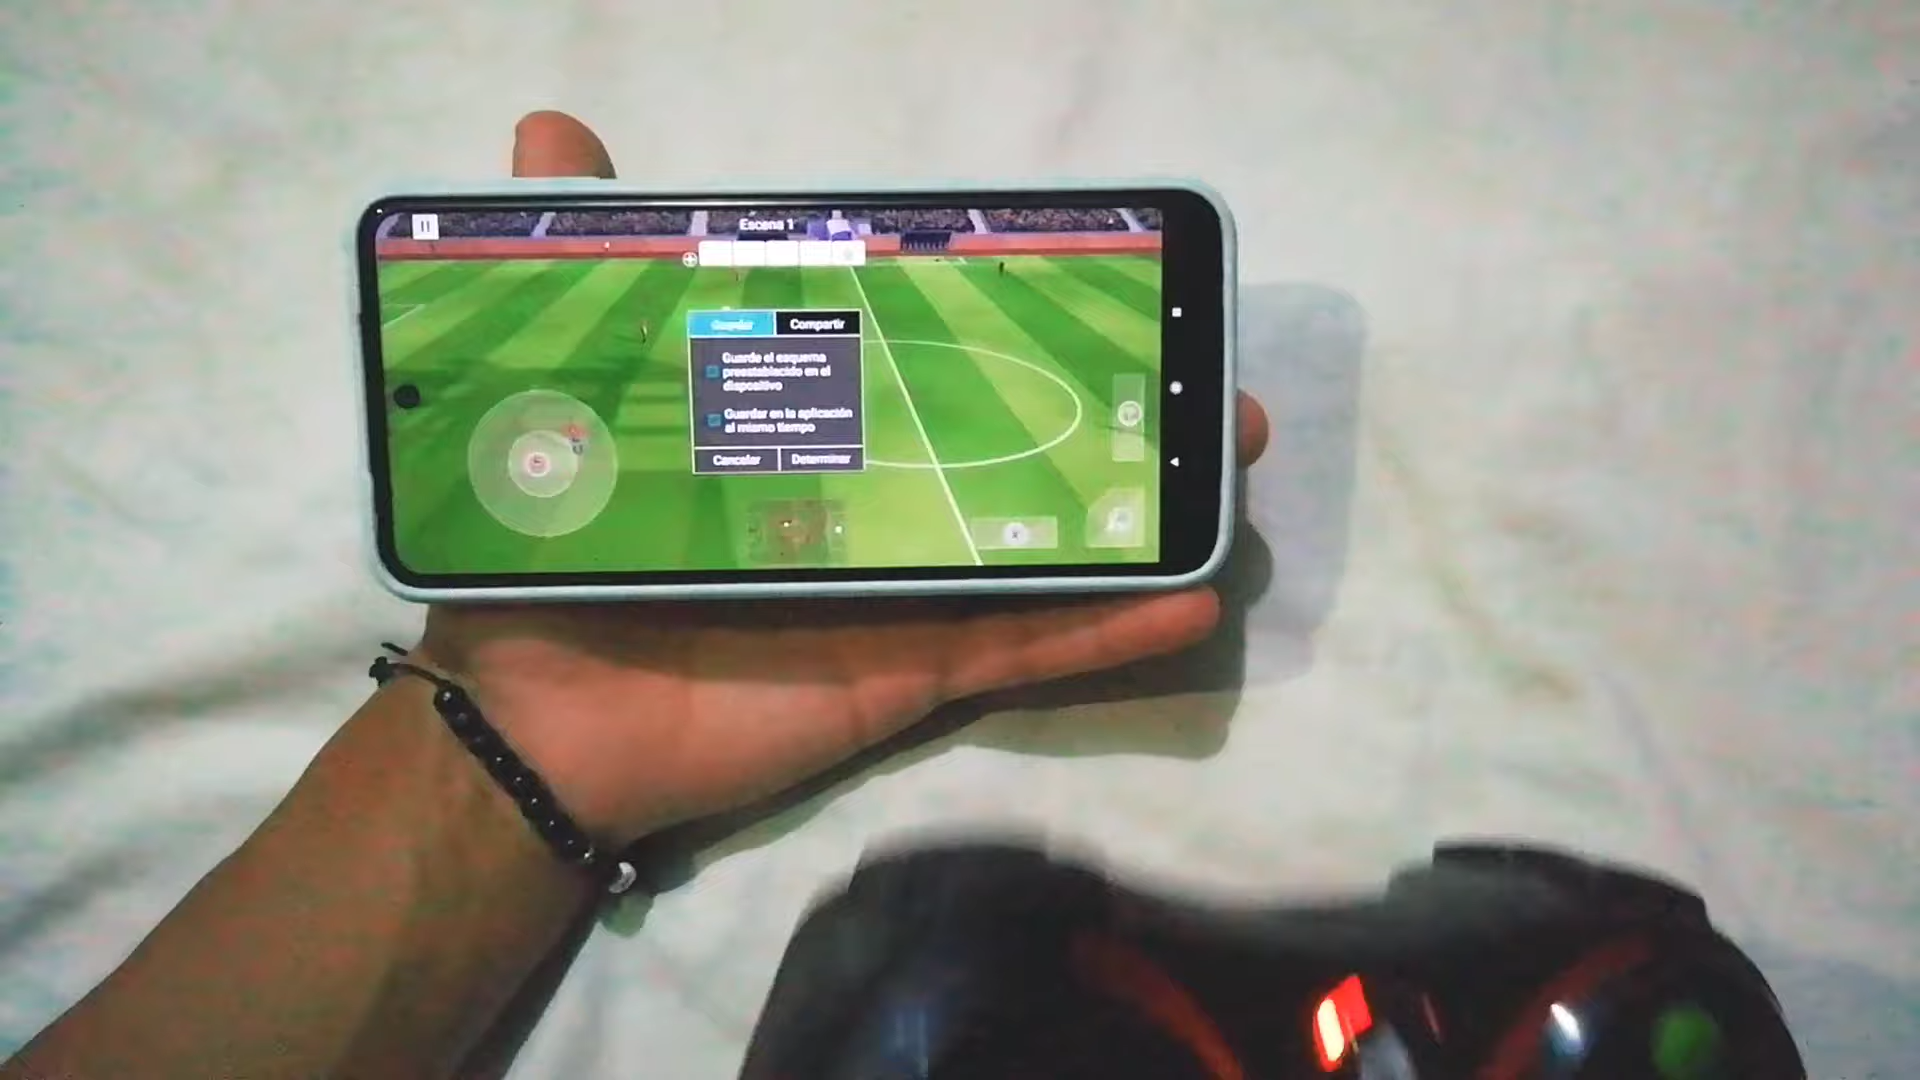 Escena 1
Guardar
Compartir
Guarde el esquema
preestablecido en el
dispositivo
Guardar en la aplicación
al mismo tiempo
Cancelar
Determinar
X